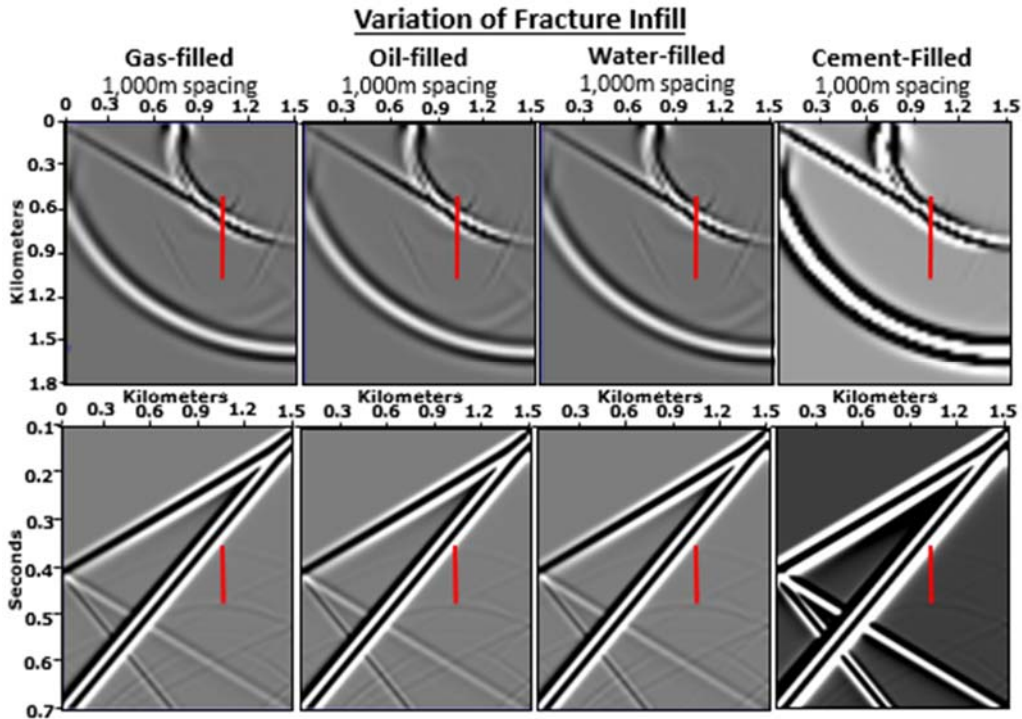 Variation of Fracture Infill
Gas-filled Oil-filled Water-filled Cement-Filled
1,000m spacing 1,000m spacing 1,000m spacing 1,000m spacing
0 0.3 0.6 0.9 1.2 1.5 0.3 0.6 0.9 1.2 1.5 0.3 0.6 0.9 1.2 1.5 0.3 0.6 0.9 1.2 1.5
0
0.3
0.6
0.9
1.2
1.5
1.8
Kilometers
Kilometers Kilometers Kilometers Kilometers
0 0.3 0.6 0.9 1.2 1.5 0.3 0.6 0.9 1.2 1.5 0.3 0.6 0.9 1.2 1.5 0.3 0.6 0.9 1.2 1.5
0.1
0.2
0.3
0.4
0.5
0.6
0.7
Seconds